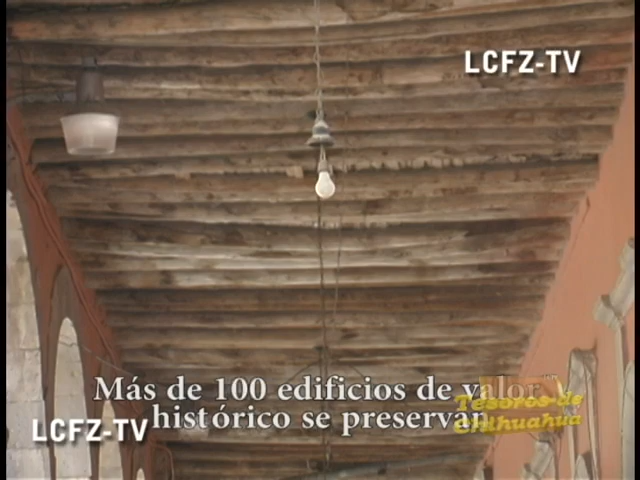 LCFZ-TV
Más de 100 edificios de valor
histórico se preservan
Tesoros de
Chihuahua
LCFZ-TV